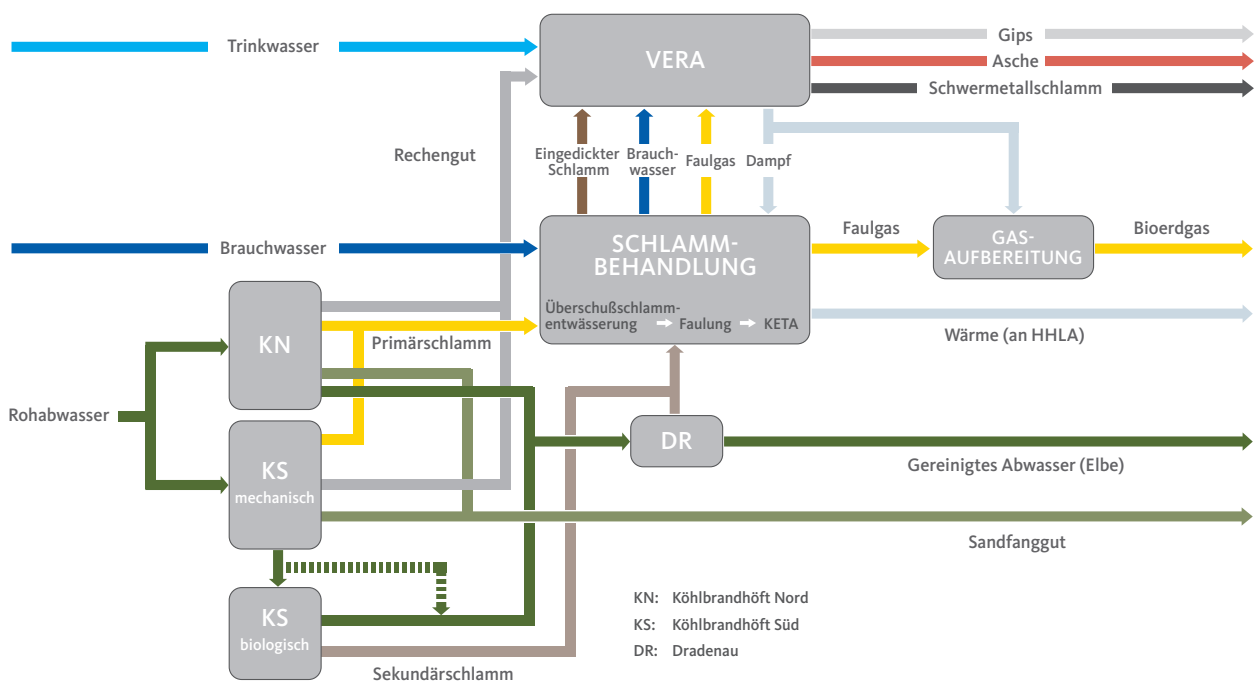 Trinkwasser
VERA
Gips
Asche
Schwermetallschlamm
Rechengut
Eingedickter
Schlamm
Brauch-
wasser
Faulgas
Dampf
Brauchwasser
SCHLAMM-
BEHANDLUNG
Überschußschlamm-
entwässerung
Faulung
KETA
Faulgas
GAS-
AUFBEREITUNG
Bioerdgas
Wärme (an HHLA)
KN
Primärschlamm
Rohabwasser
KS
mechanisch
DR
Gereinigtes Abwasser (Elbe)
Sandfanggut
KS
biologisch
Sekundärschlamm
KN: Köhlbrandhöft Nord
KS: Köhlbrandhöft Süd
DR: Dradenau